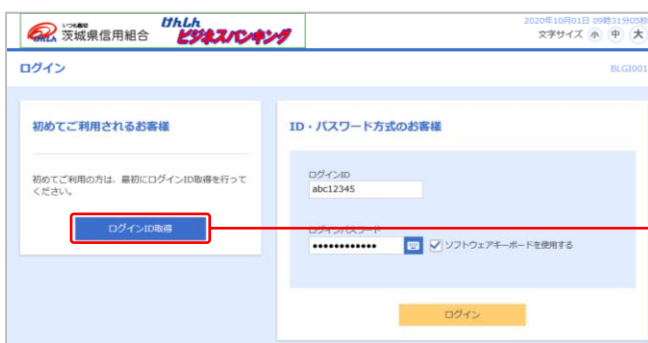 いつも親切
けんしん
茨城県信用組合
けんしん
ビジネスバンキング
2020年10月01日 09時31分05秒
文字サイズ 小 中 大
ログイン
BLGI001
初めてご利用されるお客様
初めてご利用の方は、最初にログインID取得を行って
ください。
ログインID取得
ID・パスワード方式のお客様
ログインID
abc12345
ログインパスワード
●●●●●●●●●●●●
ソフトウェアキーボードを使用する
ログイン